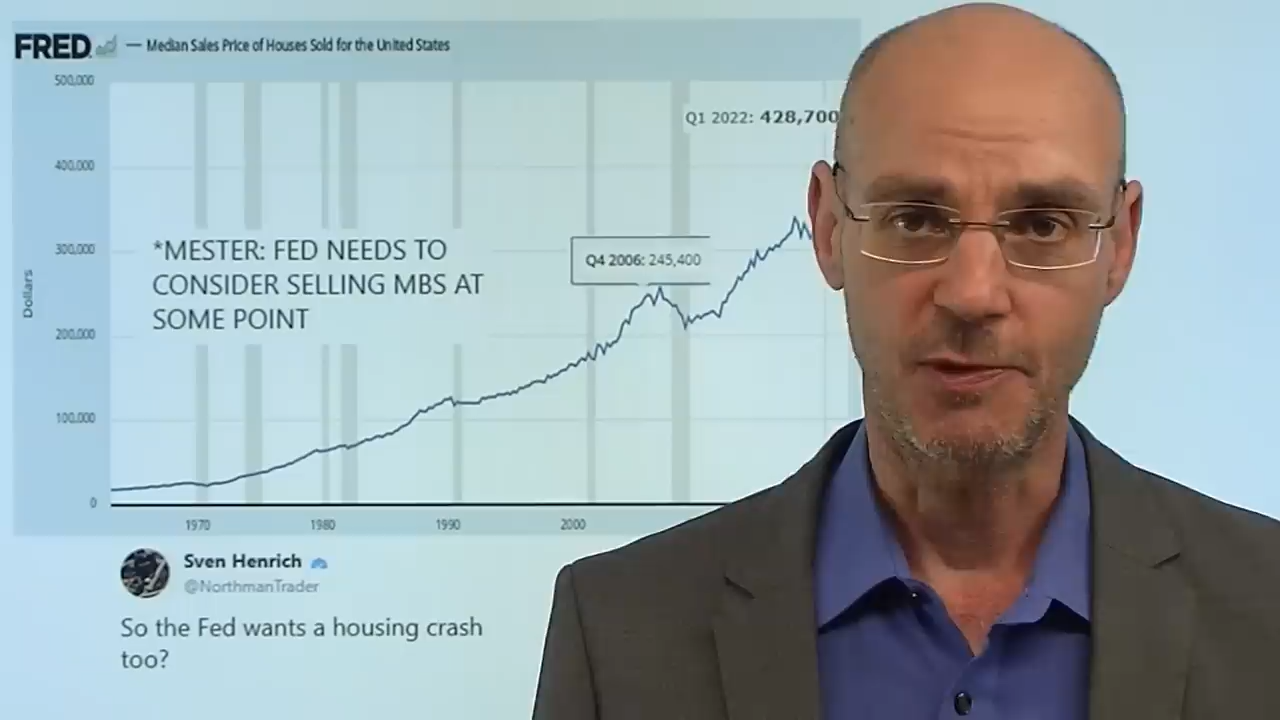 FRED — Median Sales Price of Houses Sold for the United States
500,000
Q1 2022: 428,700
400,000
*MESTER: FED NEEDS TO
CONSIDER SELLING MBS AT
SOME POINT
300,000
Q4 2006: 245,400
Dollars
200,000
100,000
0
1970 1980 1990 2000
Sven Henrich
@NorthmanTrader
So the Fed wants a housing crash
too?